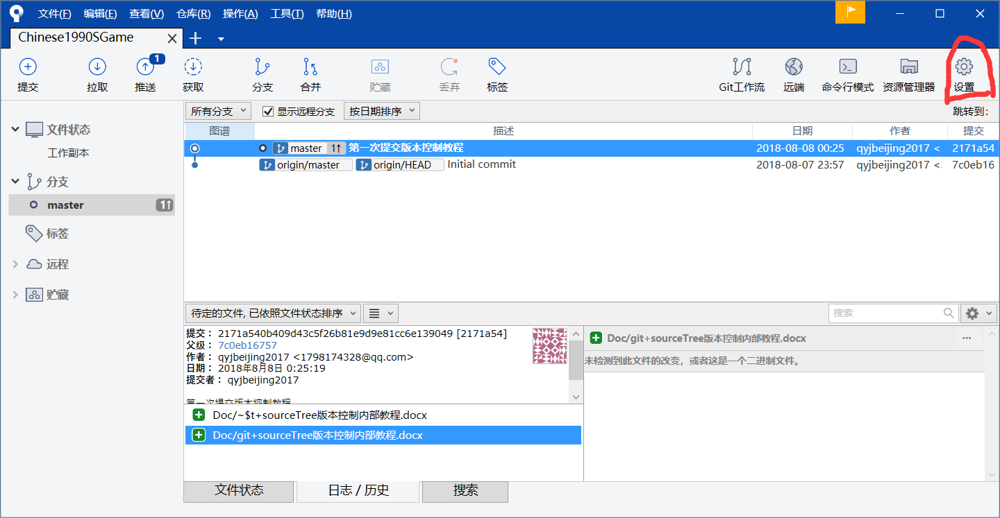 文件(F) 编辑(E) 查看(V) 仓库(R) 操作(A) 工具(T) 帮助(H)
Chinese1990SGame
1
提交 拉取 推送 获取 分支 合并 贮藏 丢弃 标签 Git工作流 远端 命令行模式 资源管理器 设置
所有分支 显示远程分支 按日期排序 跳转到:
文件状态
工作副本
分支
master 1↑
标签
远程
贮藏
图谱 描述 日期 作者 提交
master 1↑ 第一次提交版本控制教程 2018-08-08 00:25 qyjbeijing2017 < 2171a54
origin/master origin/HEAD Initial commit 2018-08-07 23:57 qyjbeijing2017 < 7c0eb16
待定的文件, 已依照文件状态排序 搜索
提交： 2171a540b409d43c5f26b81e9d9e81cc6e139049 [2171a54]
父级： 7c0eb16757
作者： qyjbeijing2017 <1798174328@qq.com>
日期： 2018年8月8日 0:25:19
提交者： qyjbeijing2017
第一次提交版本控制教程
Doc/~$t+sourceTree版本控制内部教程.docx
Doc/git+sourceTree版本控制内部教程.docx
Doc/git+sourceTree版本控制内部教程.docx
未检测到此文件的改变，或者这是一个二进制文件。
文件状态 日志 / 历史 搜索